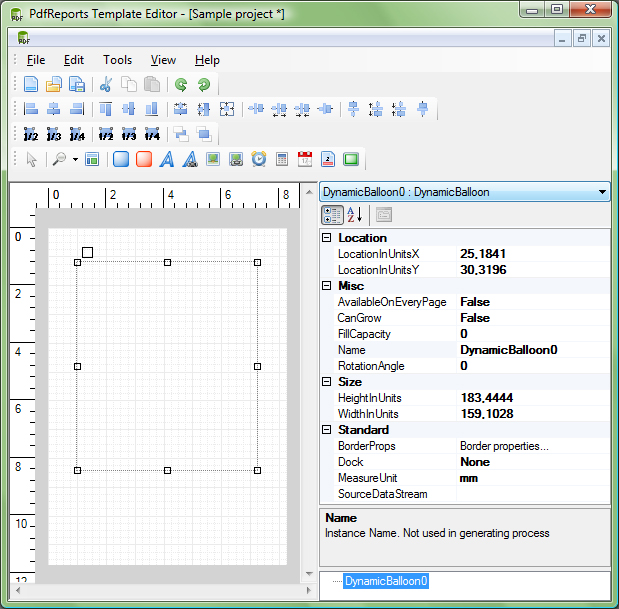 PdfReports Template Editor - [Sample project *]
File Edit Tools View Help
1/2 1/3 1/4 1/2 1/3 1/4
0 2 4 6 8
0
2
4
6
8
10
12
DynamicBalloon0 : DynamicBalloon
Location
LocationInUnitsX 25,1841
LocationInUnitsY 30,3196
Misc
AvailableOnEveryPage False
CanGrow False
FillCapacity 0
Name DynamicBalloon0
RotationAngle 0
Size
HeightInUnits 183,4444
WidthInUnits 159,1028
Standard
BorderProps Border properties...
Dock None
MeasureUnit mm
SourceDataStream
Name
Instance Name. Not used in generating process
DynamicBalloon0